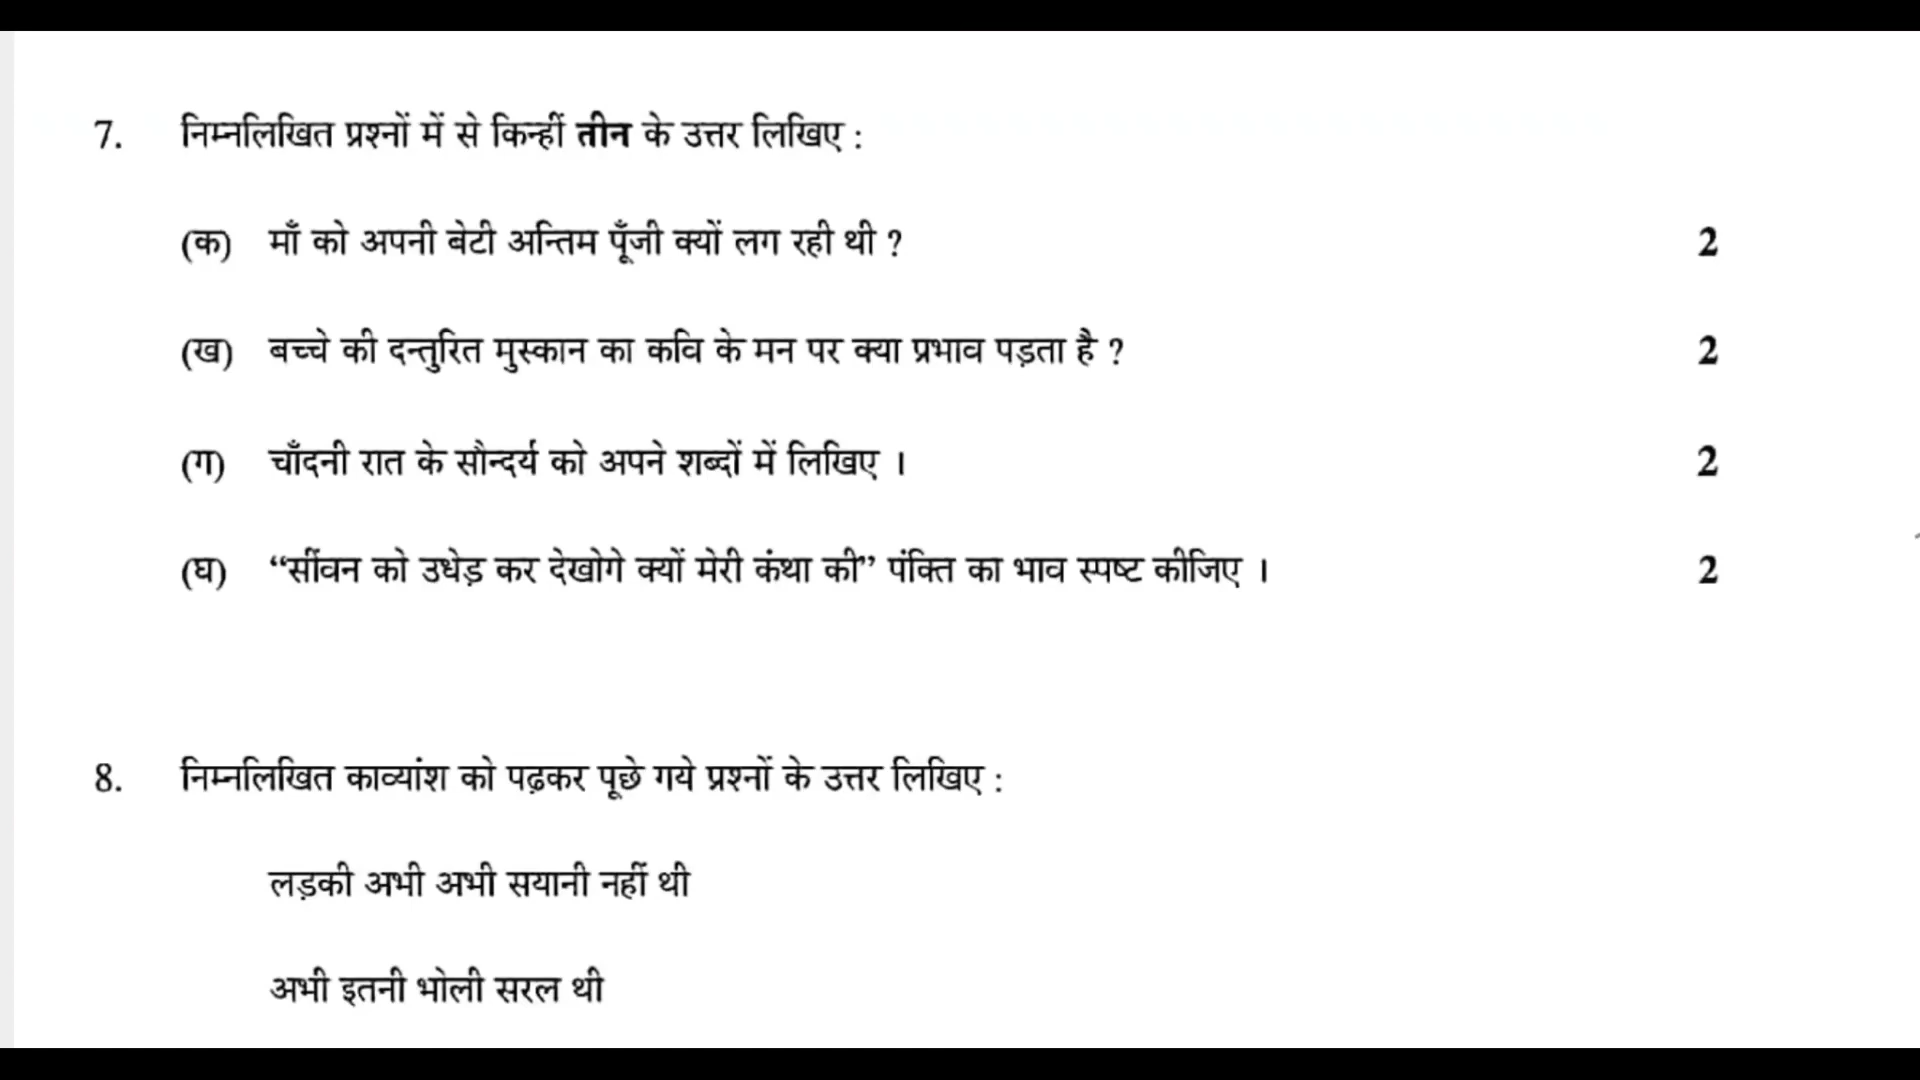 7. निम्नलिखित प्रश्नों में से किन्हीं तीन के उत्तर लिखिए :
(क) माँ को अपनी बेटी अन्तिम पूँजी क्यों लग रही थी ? 2
(ख) बच्चे की दन्तुरित मुस्कान का कवि के मन पर क्या प्रभाव पड़ता है ? 2
(ग) चाँदनी रात के सौन्दर्य को अपने शब्दों में लिखिए । 2
(घ) “सींवन को उधेड़ कर देखोगे क्यों मेरी कंथा की” पंक्ति का भाव स्पष्ट कीजिए । 2
8. निम्नलिखित काव्यांश को पढ़कर पूछे गये प्रश्नों के उत्तर लिखिए :
लड़की अभी अभी सयानी नहीं थी
अभी इतनी भोली सरल थी